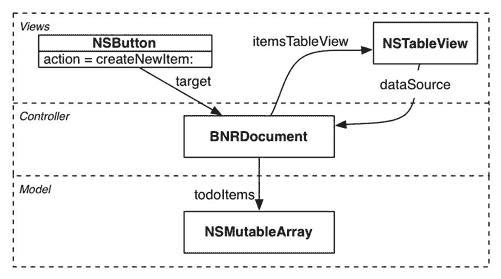 Views
NSButton
action = createNewItem:
itemsTableView
NSTableView
target
dataSource
Controller
BNRDocument
Model
todoItems
NSMutableArray